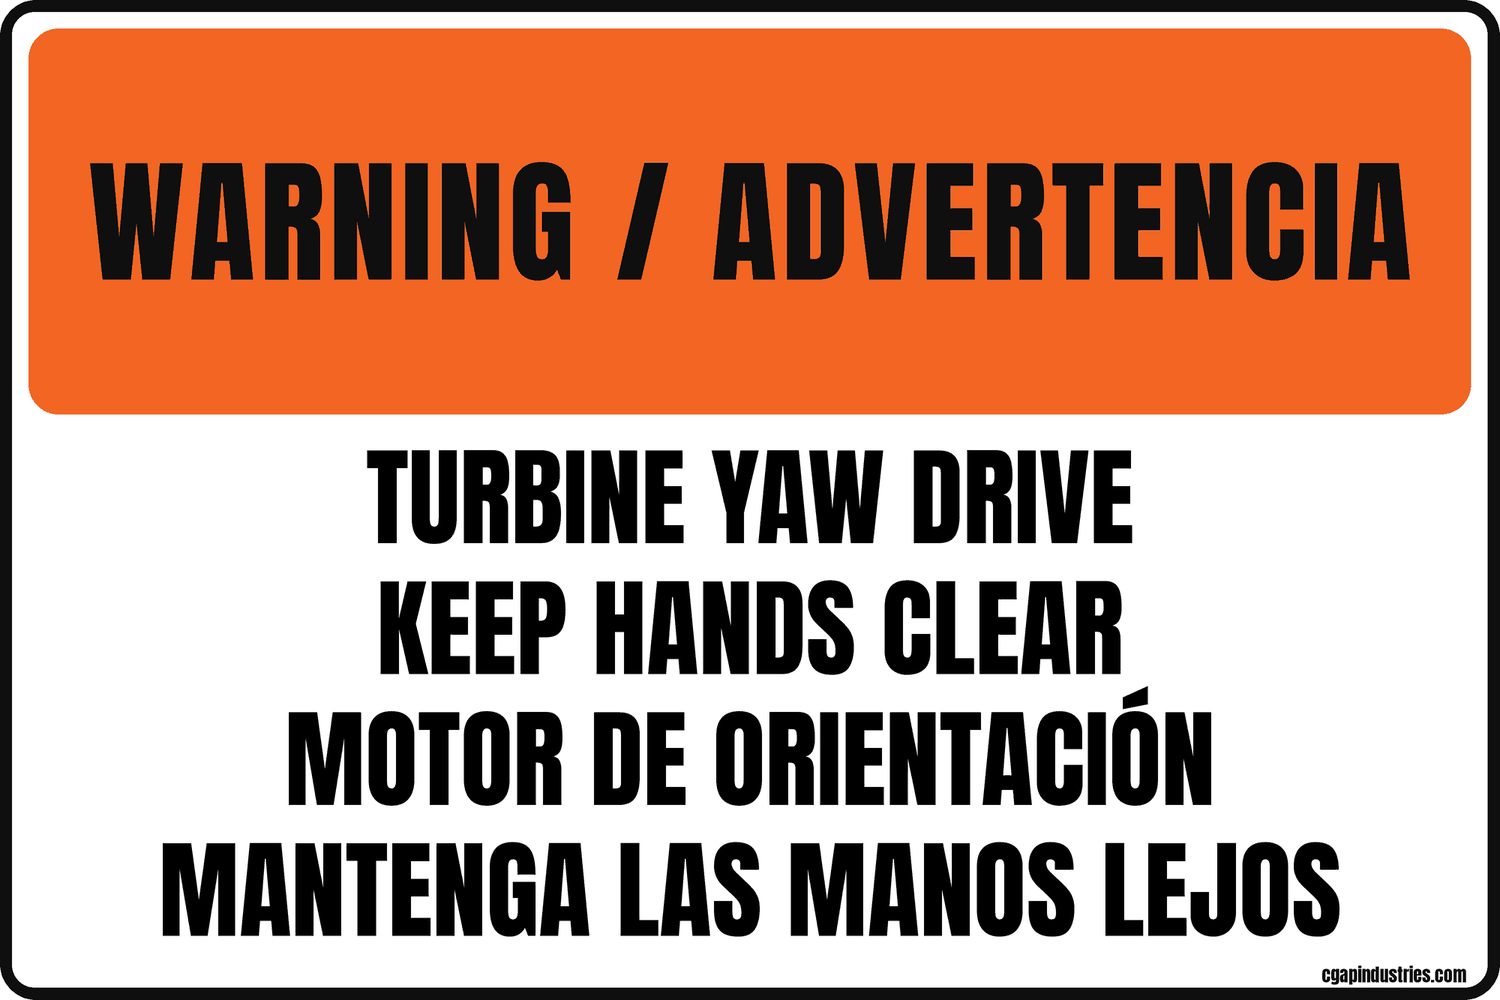 WARNING / ADVERTENCIA
TURBINE YAW DRIVE
KEEP HANDS CLEAR
MOTOR DE ORIENTACIÓN
MANTENGA LAS MANOS LEJOS
cgapindustries.com